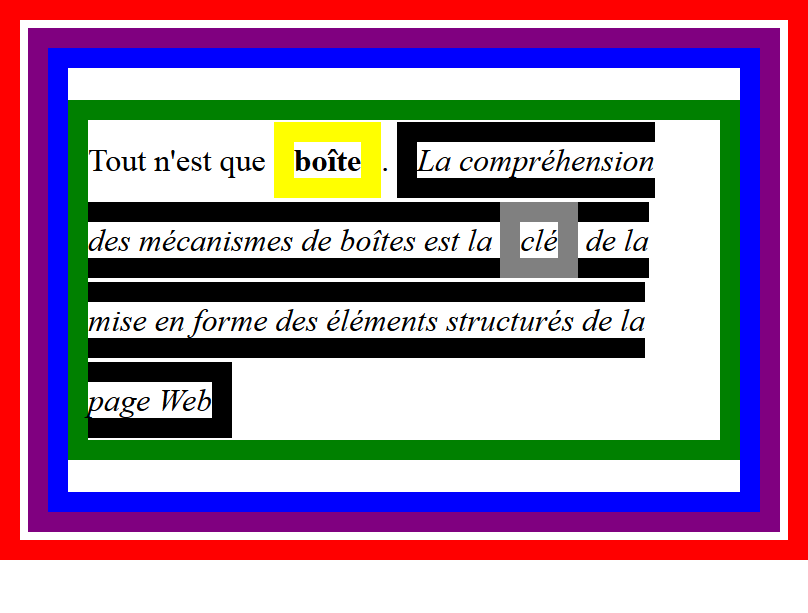 Tout n'est que boîte. La compréhension
des mécanismes de boîtes est la clé de la
mise en forme des éléments structurés de la
page Web